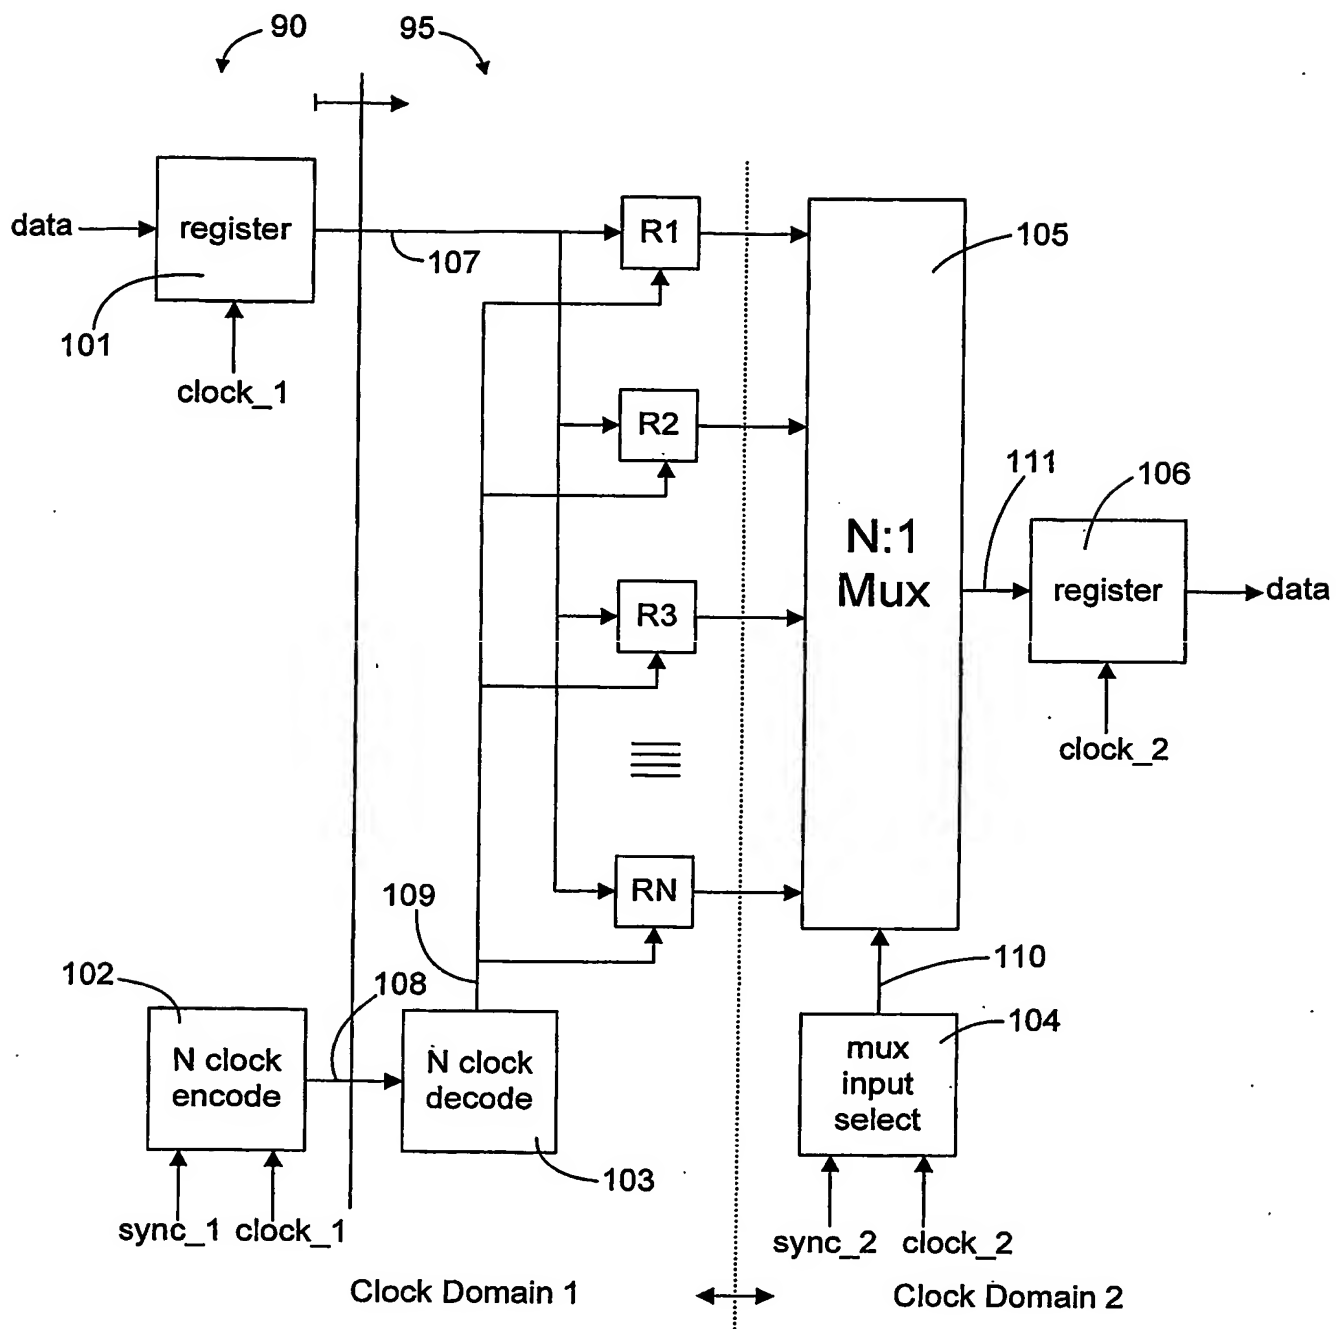 90
95
data
register
101
clock_1
107
R1
R2
R3
RN
105
N:1
Mux
111
106
register
data
clock_2
109
102
108
N clock
encode
N clock
decode
103
sync_1
clock_1
110
104
mux
input
select
sync_2
clock_2
Clock Domain 1
Clock Domain 2